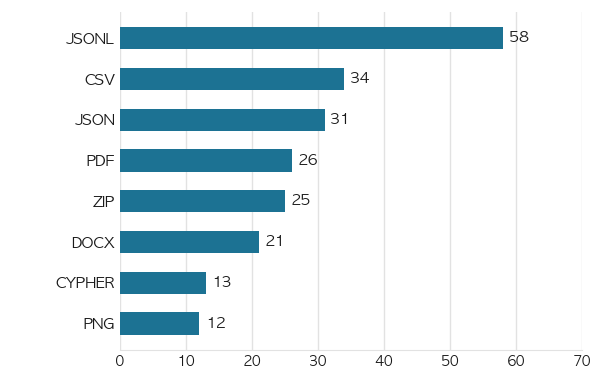 JSONL 58
CSV 34
JSON 31
PDF 26
ZIP 25
DOCX 21
CYPHER 13
PNG 12
0 10 20 30 40 50 60 70